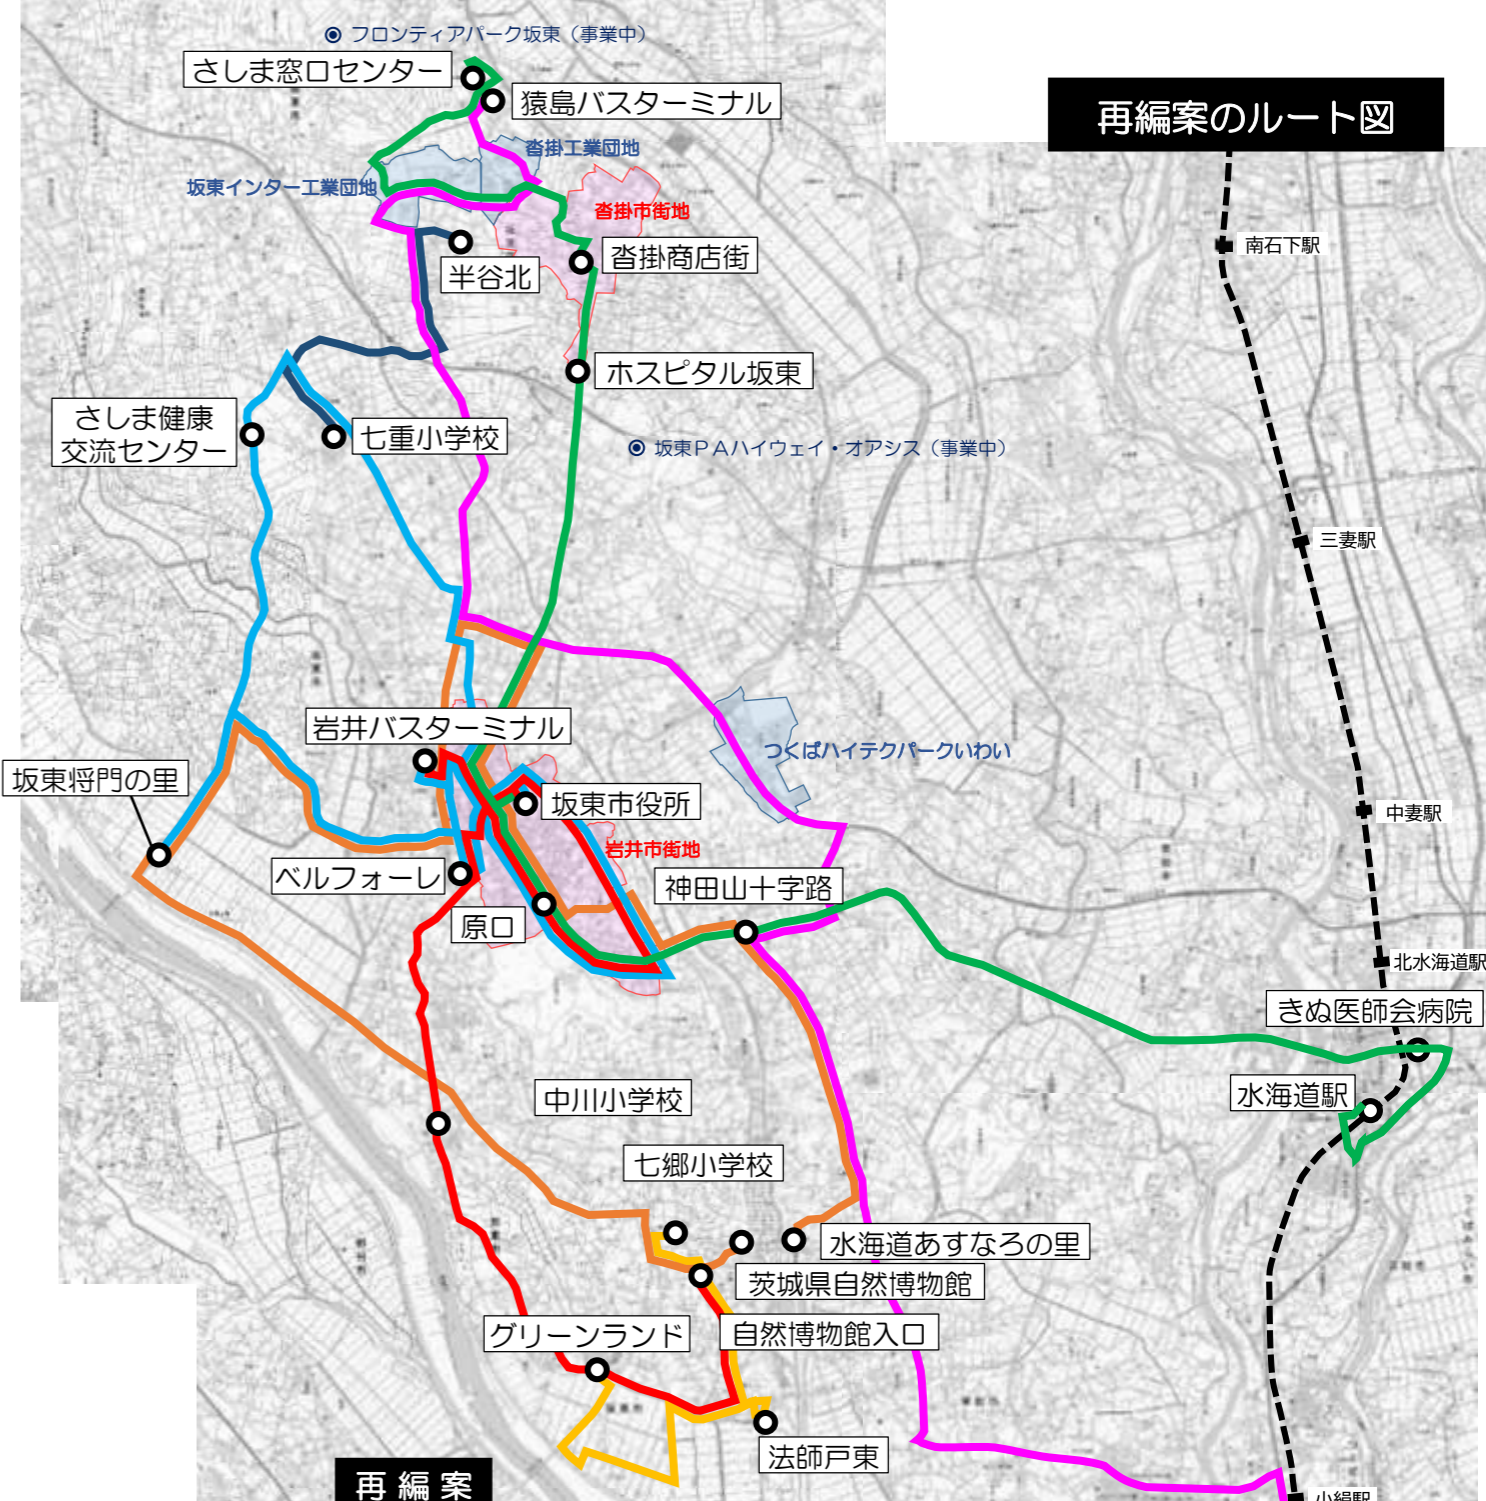 フロンティアパーク坂東（事業中）
さしま窓口センター
猿島バスターミナル
再編案のルート図
沓掛工業団地
坂東インター工業団地
沓掛市街地
南石下駅
沓掛商店街
半谷北
ホスピタル坂東
さしま健康
交流センター
七重小学校
坂東ＰＡハイウェイ・オアシス（事業中）
三妻駅
岩井バスターミナル
つくばハイテクパークいわい
坂東将門の里
坂東市役所
中妻駅
岩井市街地
ベルフォーレ
神田山十字路
原口
北水海道駅
きぬ医師会病院
水海道駅
中川小学校
七郷小学校
水海道あすなろの里
茨城県自然博物館
グリーンランド
自然博物館入口
法師戸東
再編案
小絹駅